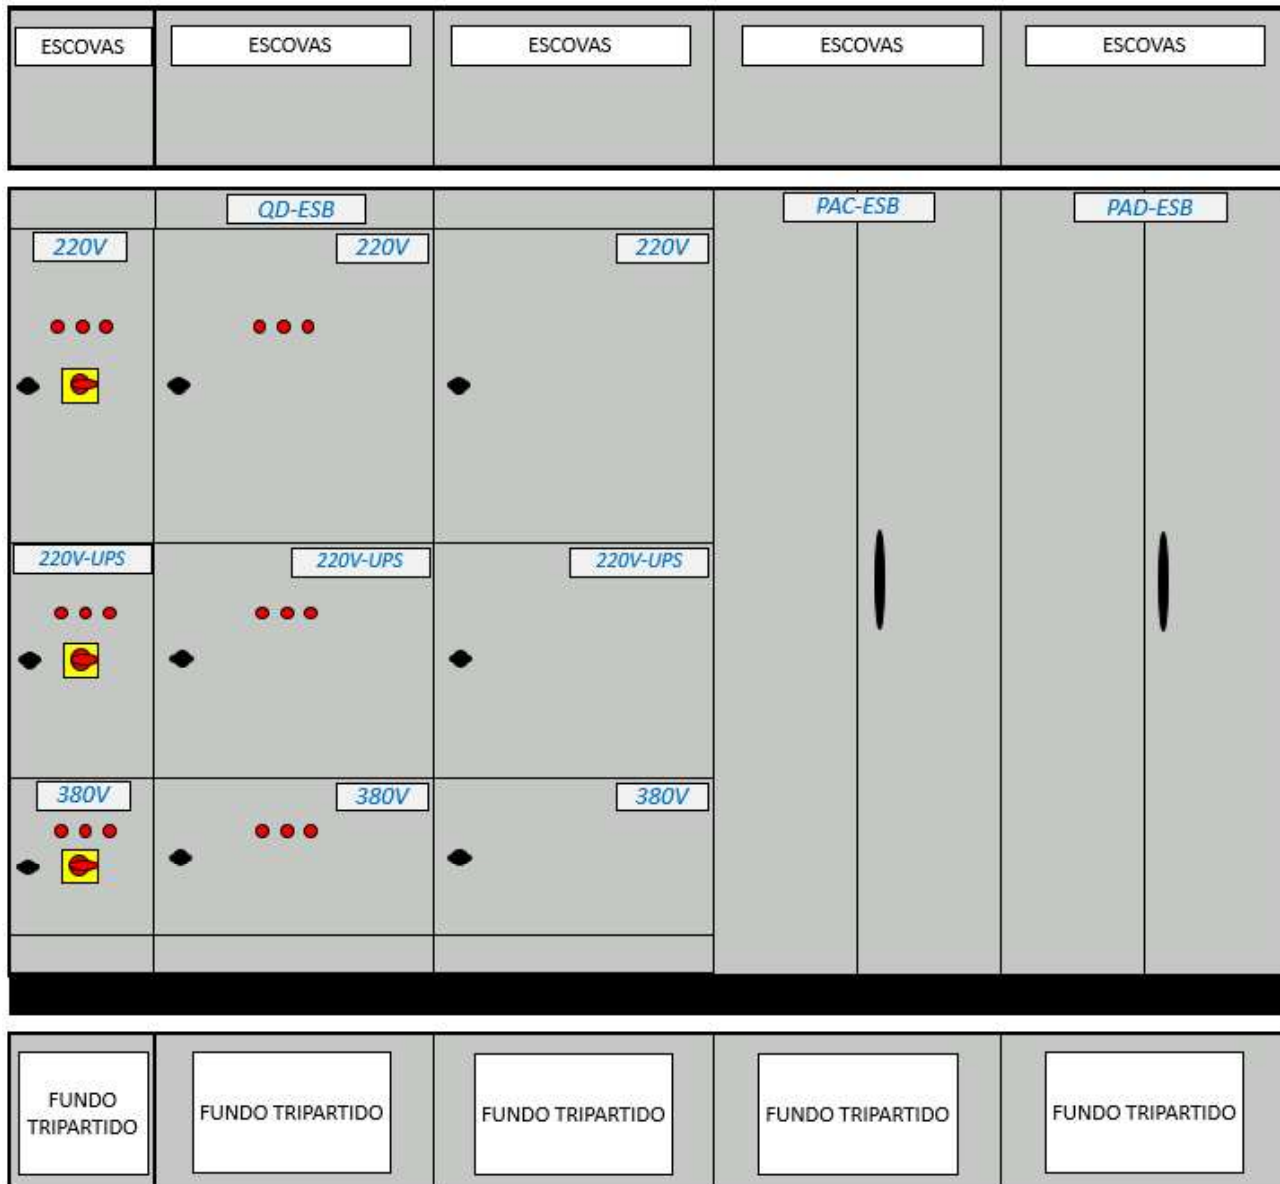 ESCOVAS
ESCOVAS
ESCOVAS
ESCOVAS
ESCOVAS
QD-ESB
PAC-ESB
PAD-ESB
220V
220V
220V
220V-UPS
220V-UPS
220V-UPS
380V
380V
380V
FUNDO
TRIPARTIDO
FUNDO TRIPARTIDO
FUNDO TRIPARTIDO
FUNDO TRIPARTIDO
FUNDO TRIPARTIDO